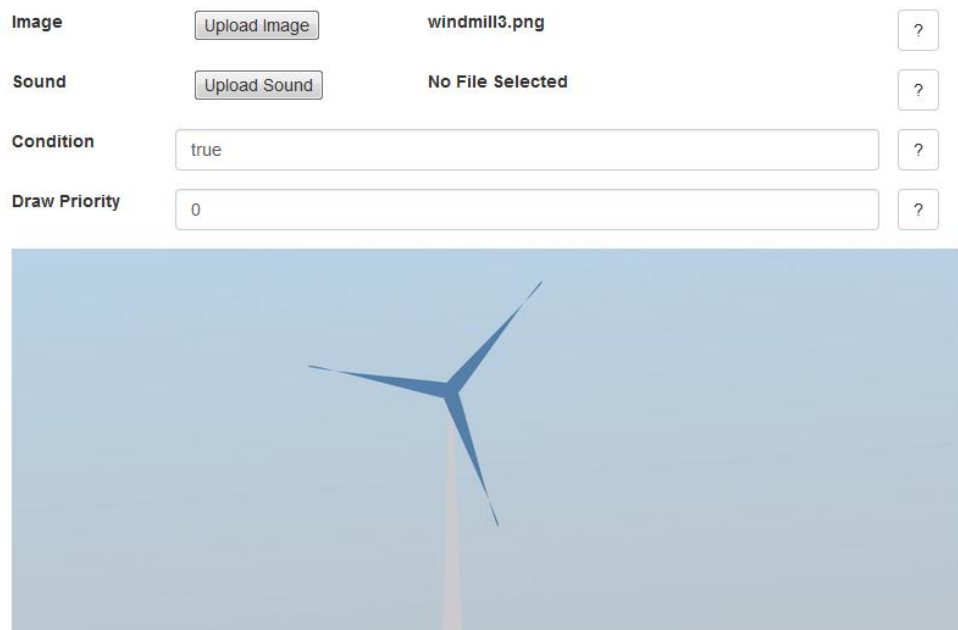 Image Upload Image windmill3.png ?
Sound Upload Sound No File Selected ?
Condition true ?
Draw Priority 0 ?